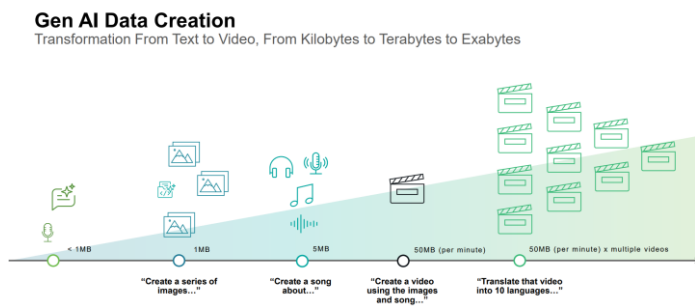 Gen AI Data Creation
Transformation From Text to Video, From Kilobytes to Terabytes to Exabytes
< 1MB
1MB
5MB
50MB (per minute)
50MB (per minute) x multiple videos
“Create a series of
images…”
“Create a song
about…”
“Create a video
using the images
and song…”
“Translate that video
into 10 languages…”